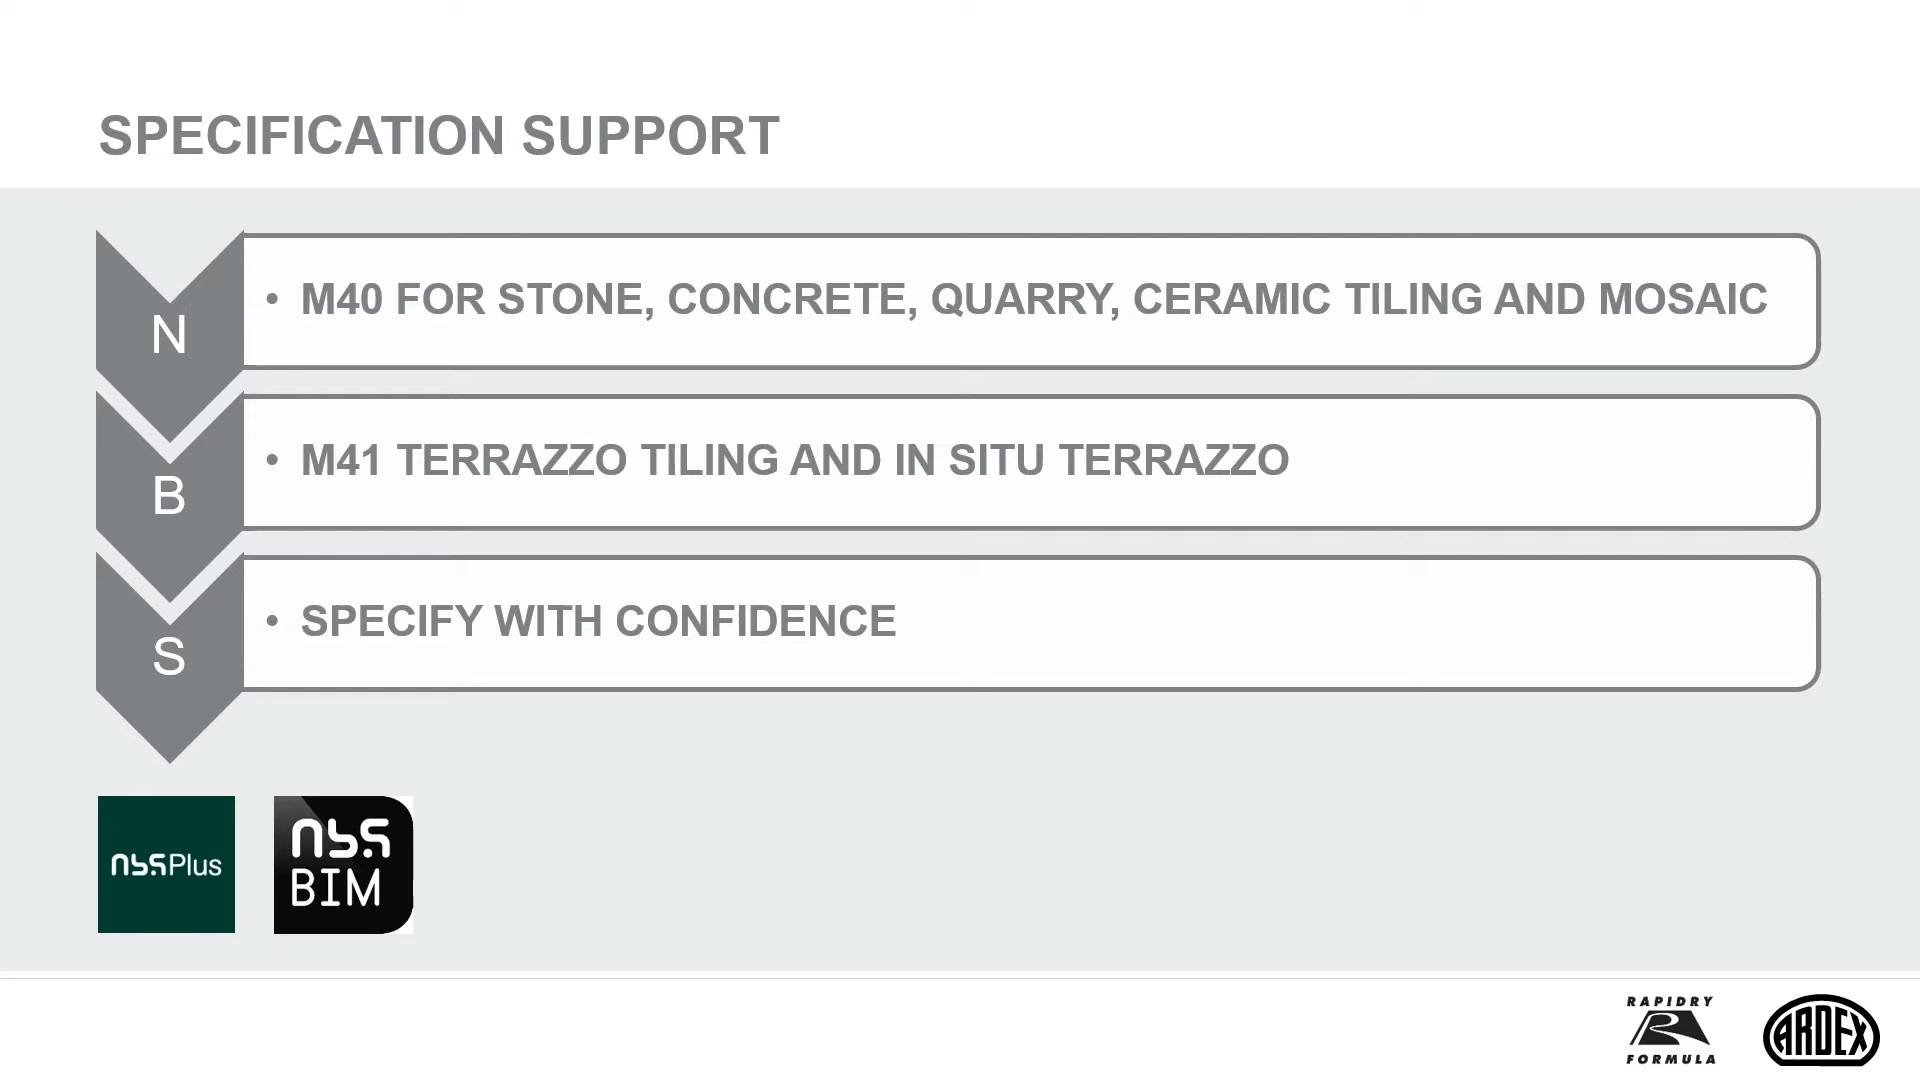 SPECIFICATION SUPPORT
N
• M40 FOR STONE, CONCRETE, QUARRY, CERAMIC TILING AND MOSAIC
B
• M41 TERRAZZO TILING AND IN SITU TERRAZZO
S
• SPECIFY WITH CONFIDENCE
nbsPlus
nbs
BIM
RAPIDRY
R
FORMULA
ARDEX